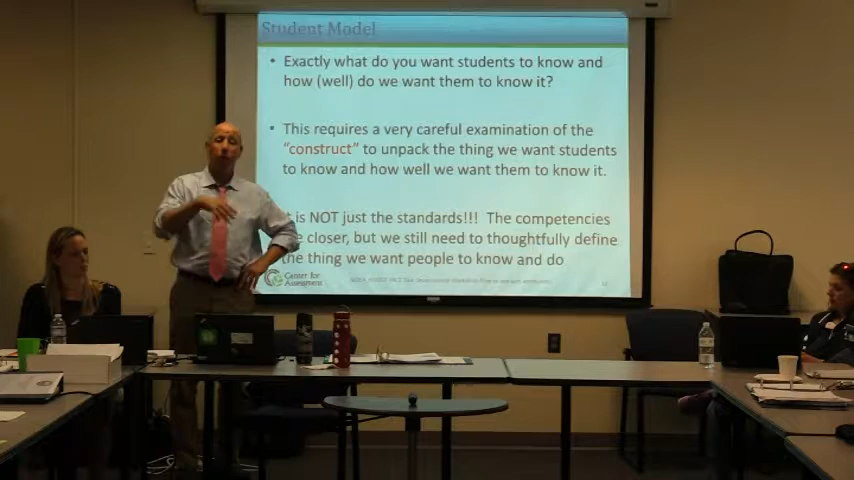 Student Model
• Exactly what do you want students to know and
how (well) do we want them to know it?
• This requires a very careful examination of the
“construct” to unpack the thing we want students
to know and how well we want them to know it.
is NOT just the standards!!! The competencies
closer, but we still need to thoughtfully define
the thing we want people to know and do
Center for
Assessment